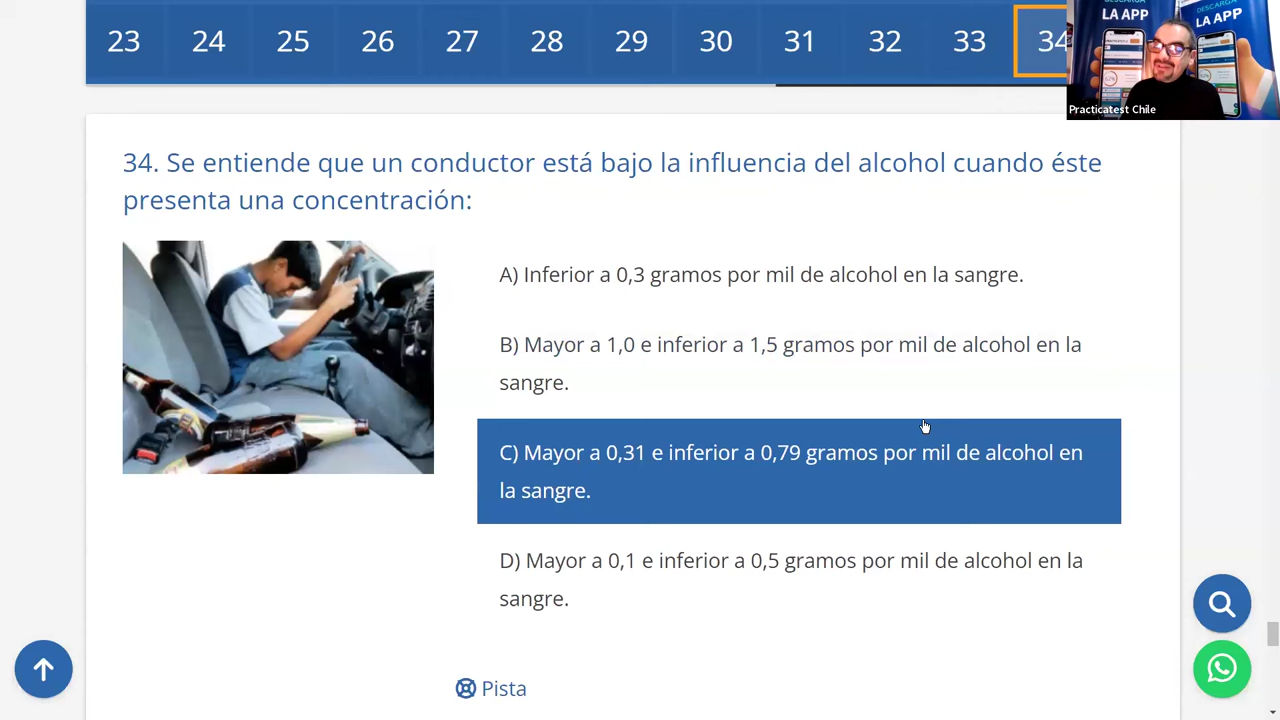 23 24 25 26 27 28 29 30 31 32 33 34
DESCARGA
LA APP
DESCARGA
LA APP
Practicatest Chile
34. Se entiende que un conductor está bajo la influencia del alcohol cuando éste
presenta una concentración:
A) Inferior a 0,3 gramos por mil de alcohol en la sangre.
B) Mayor a 1,0 e inferior a 1,5 gramos por mil de alcohol en la
sangre.
C) Mayor a 0,31 e inferior a 0,79 gramos por mil de alcohol en
la sangre.
D) Mayor a 0,1 e inferior a 0,5 gramos por mil de alcohol en la
sangre.
Pista